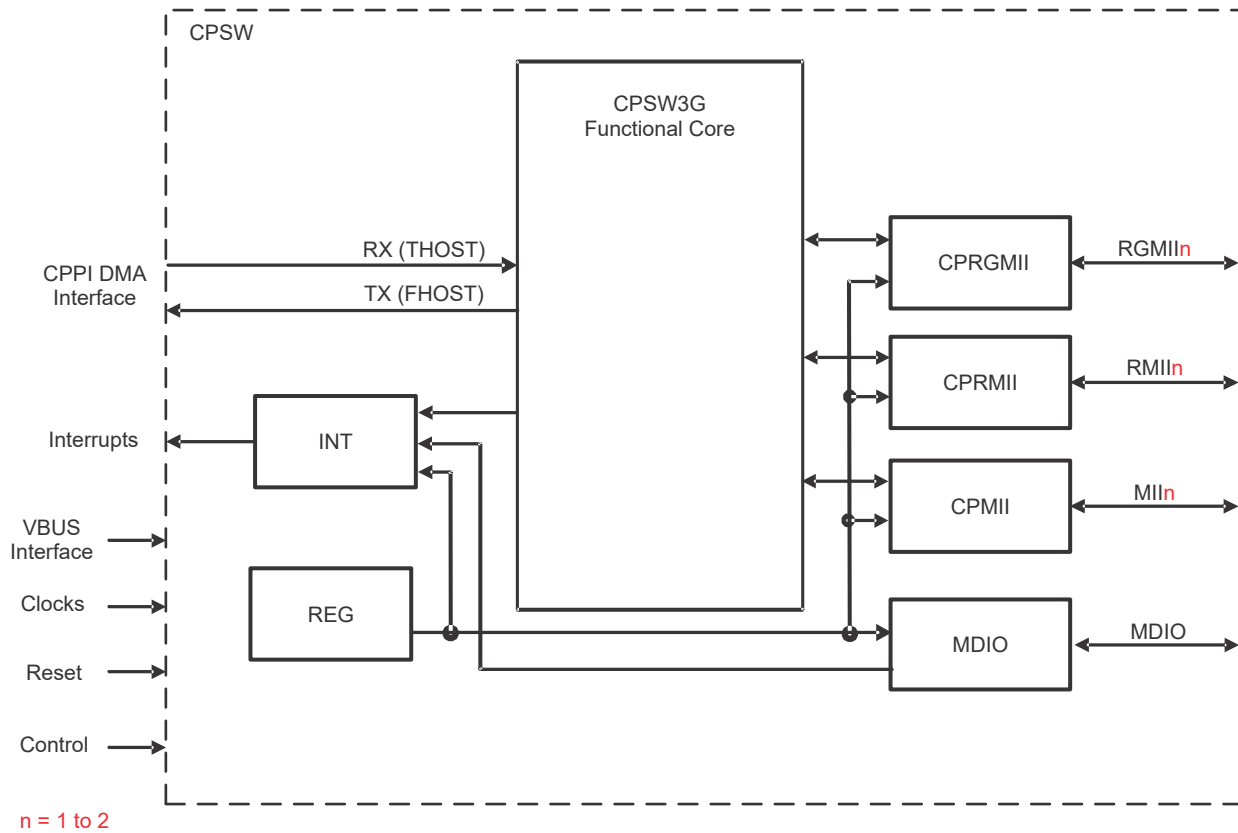 CPSW
CPSW3G
Functional Core
RX (THOST)
TX (FHOST)
CPPI DMA
Interface
CPRGMII
RGMIIn
CPRMII
RMIIn
Interrupts
INT
CPMII
MIIn
VBUS
Interface
Clocks
REG
MDIO
MDIO
Reset
Control
n = 1 to 2